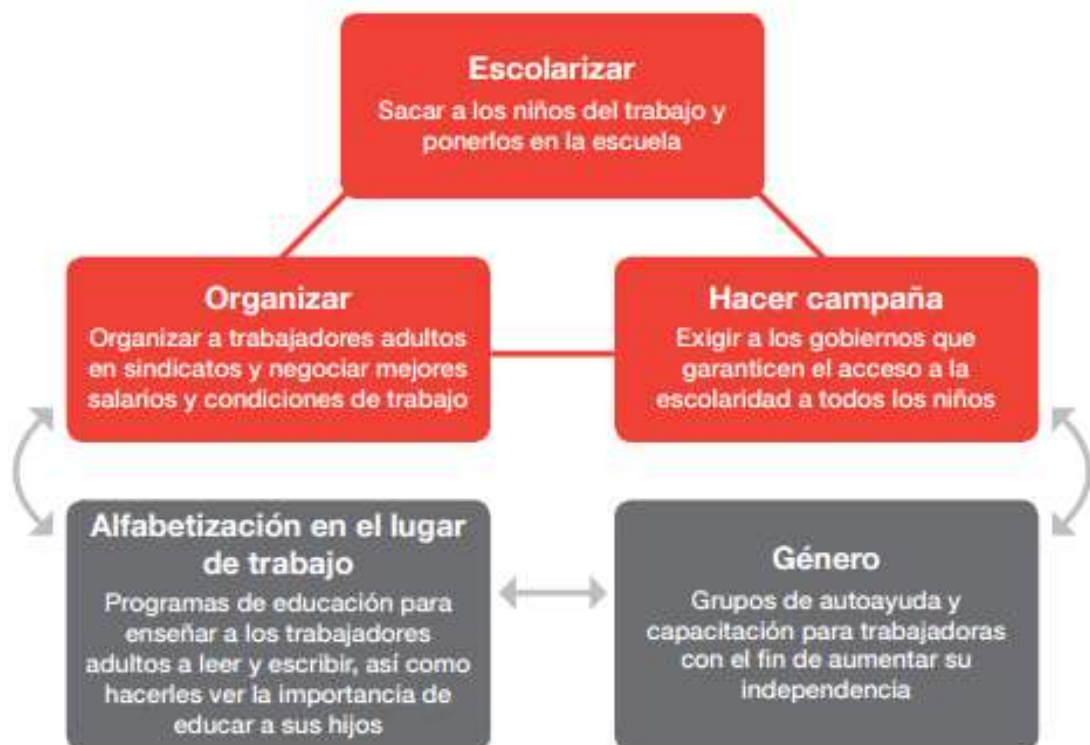 Escolarizar
Sacar a los niños del trabajo y
ponerlos en la escuela
Organizar
Organizar a trabajadores adultos
en sindicatos y negociar mejores
salarios y condiciones de trabajo
Hacer campaña
Exigir a los gobiernos que
garanticen el acceso a la
escolaridad a todos los niños
Alfabetización en el lugar
de trabajo
Programas de educación para
enseñar a los trabajadores
adultos a leer y escribir, así como
hacerles ver la importancia de
educar a sus hijos
Género
Grupos de autoayuda y
capacitación para trabajadoras
con el fin de aumentar su
independencia